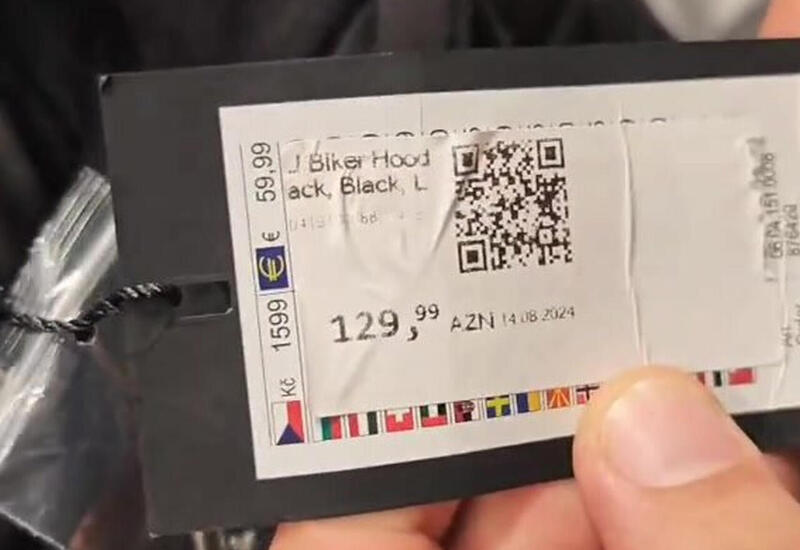 € 59,99
Kč 1599
J Biker Hood
ack, Black, L
129,99 AZN 14.08.2024